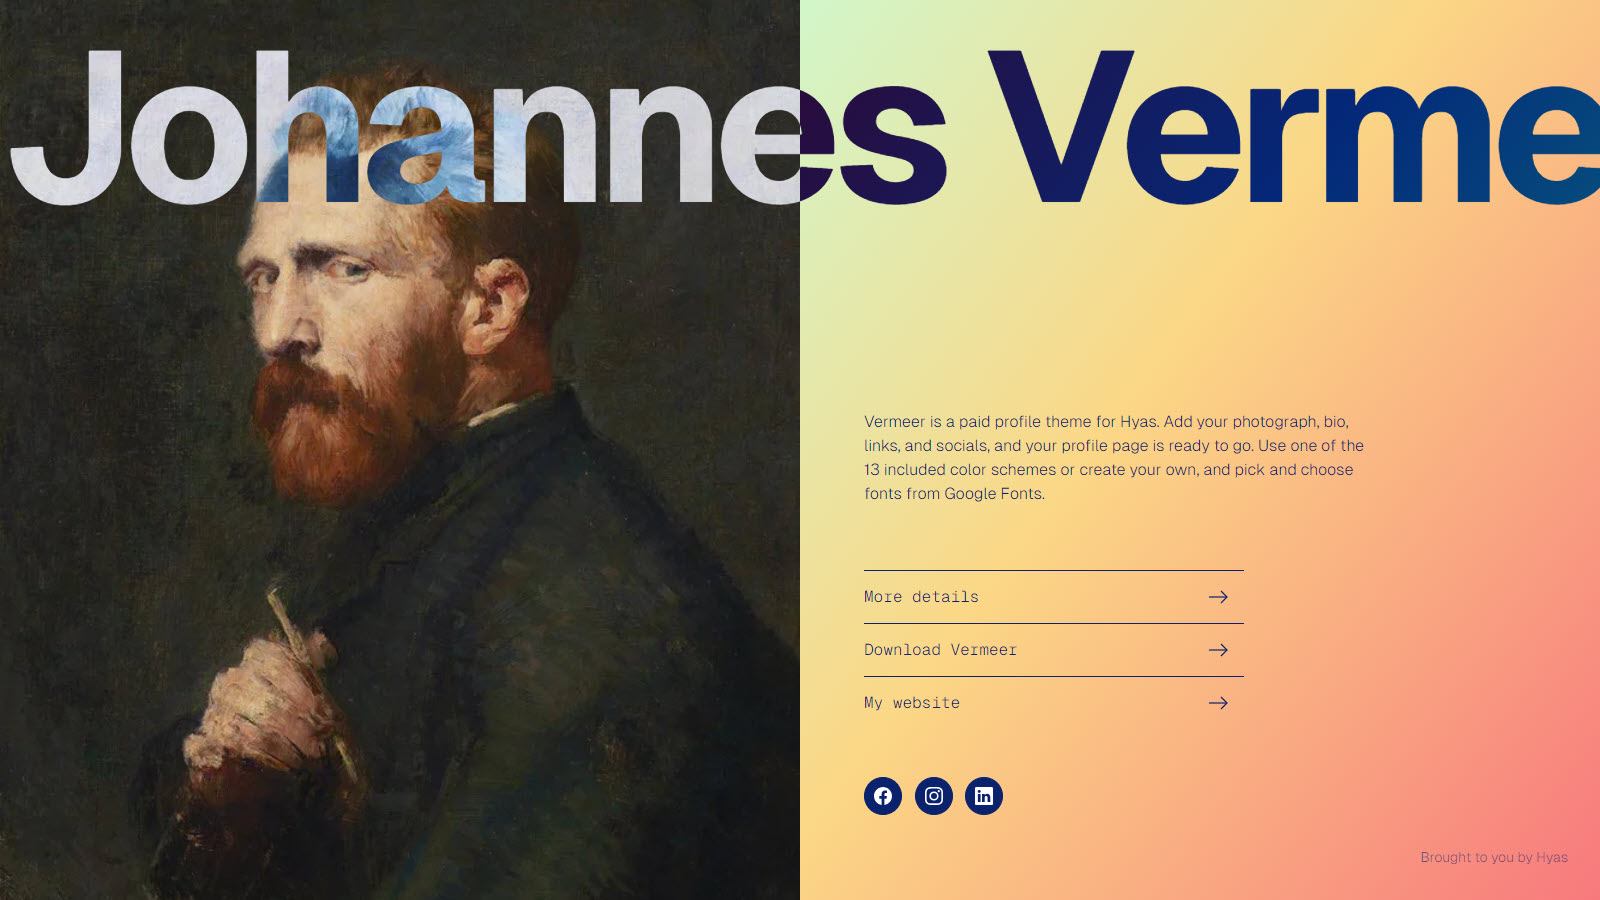 Johannes Verme
Vermeer is a paid profile theme for Hyas. Add your photograph, bio,
links, and socials, and your profile page is ready to go. Use one of the
13 included color schemes or create your own, and pick and choose
fonts from Google Fonts.
More details
Download Vermeer
My website
Brought to you by Hyas